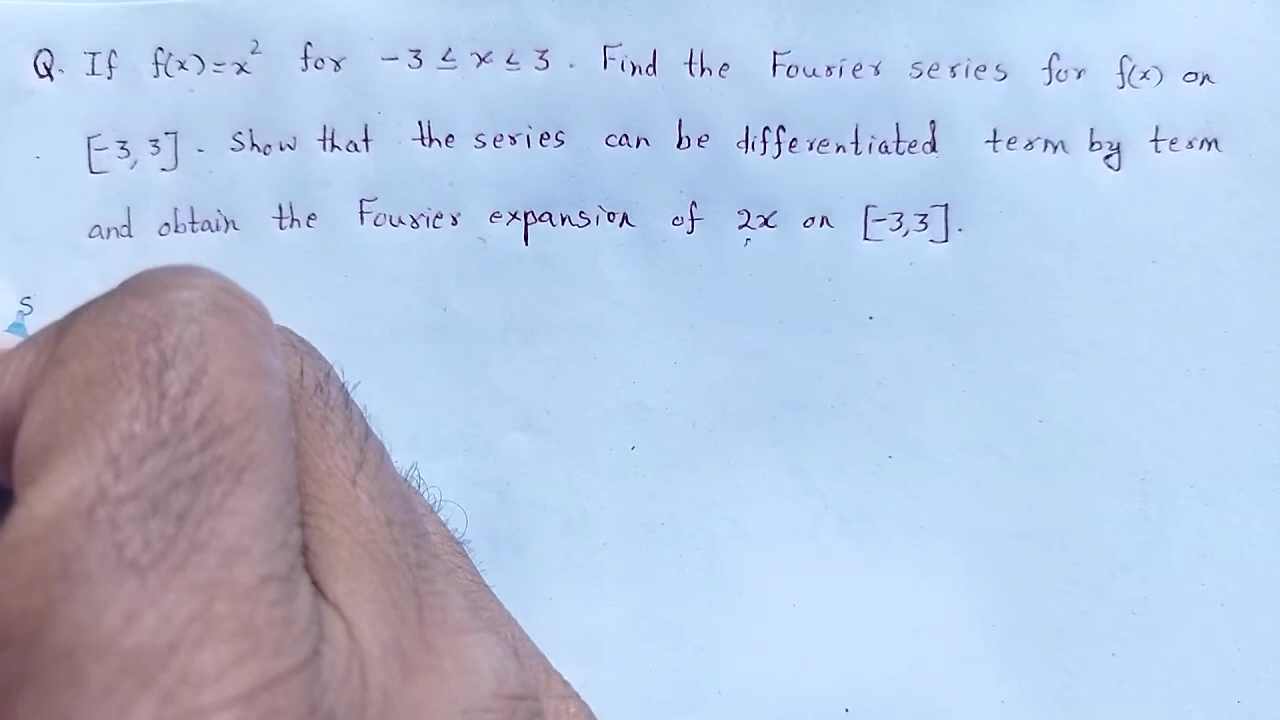 Q. If f(x)=x² for -3 ≤ x ≤ 3. Find the Fourier series for f(x) on
[-3, 3]. Show that the series can be differentiated term by term
and obtain the Fourier expansion of 2x on [-3,3].
S